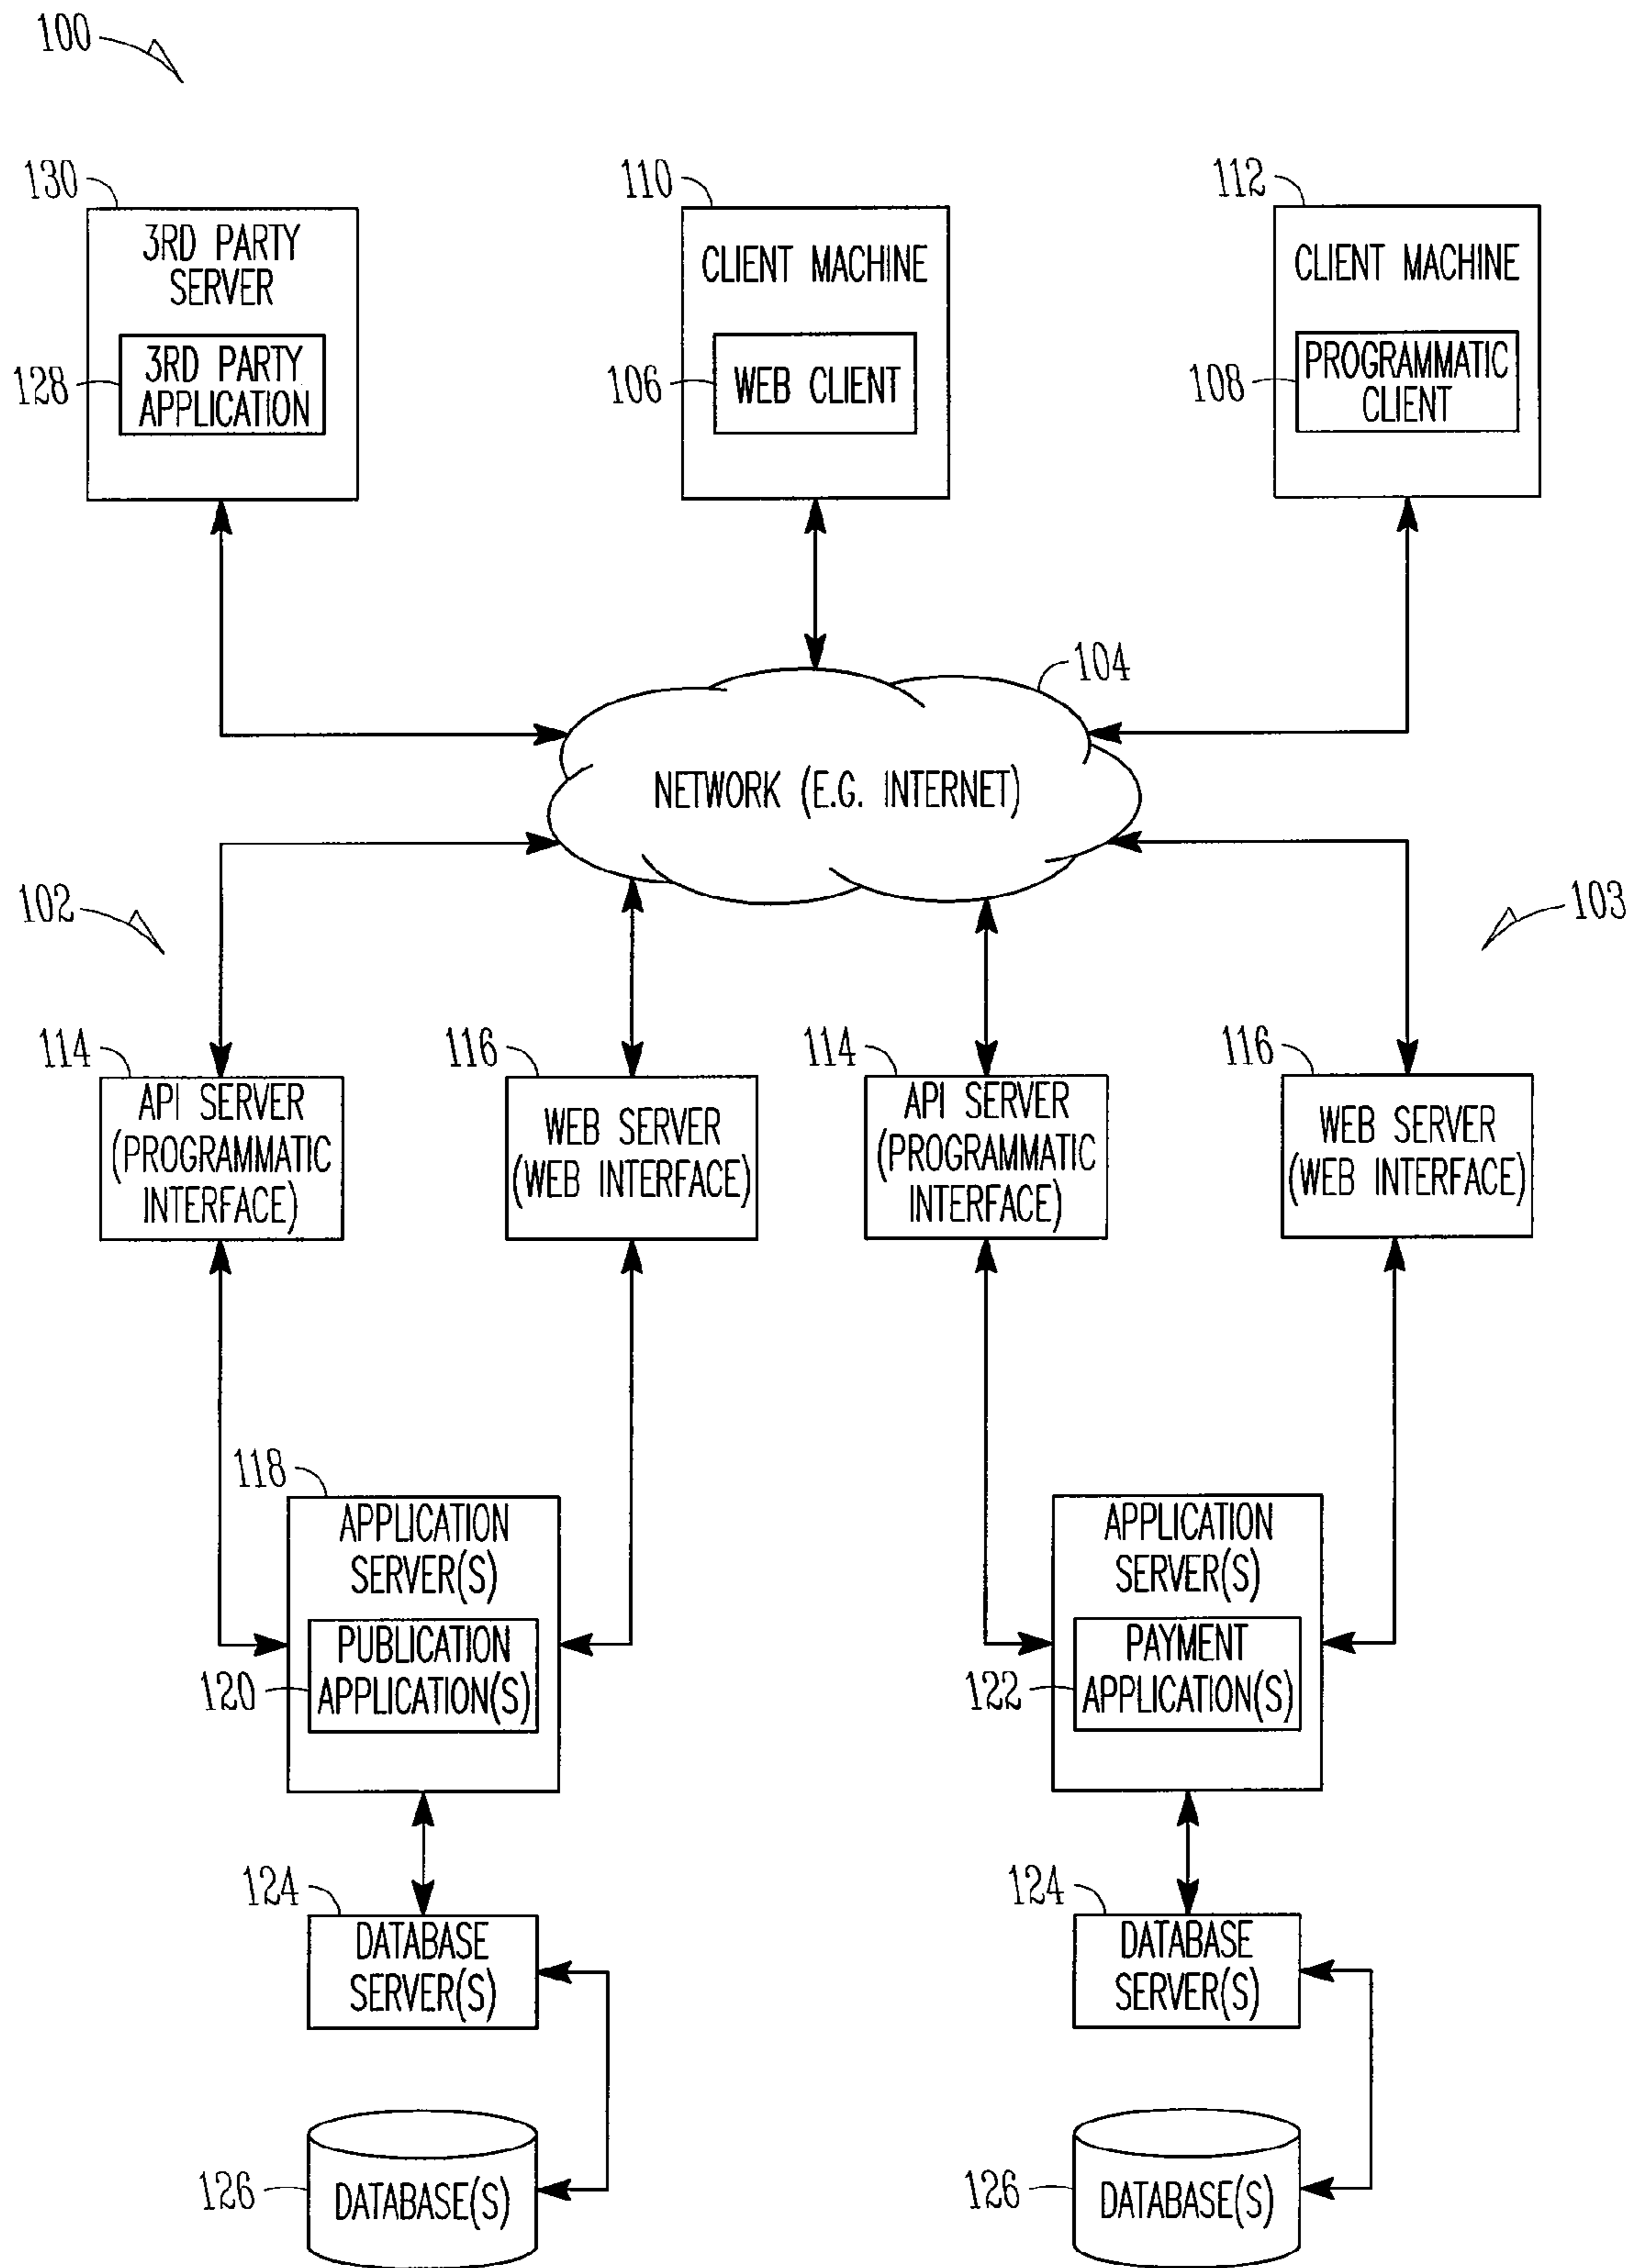 100
130
3RD PARTY
SERVER
128
3RD PARTY
APPLICATION
110
CLIENT MACHINE
106
WEB CLIENT
112
CLIENT MACHINE
108
PROGRAMMATIC
CLIENT
104
NETWORK (E.G. INTERNET)
102
103
114
API SERVER
(PROGRAMMATIC
INTERFACE)
116
WEB SERVER
(WEB INTERFACE)
114
API SERVER
(PROGRAMMATIC
INTERFACE)
116
WEB SERVER
(WEB INTERFACE)
118
APPLICATION
SERVER(S)
120
PUBLICATION
APPLICATION(S)
APPLICATION
SERVER(S)
122
PAYMENT
APPLICATION(S)
124
DATABASE
SERVER(S)
124
DATABASE
SERVER(S)
126
DATABASE(S)
126
DATABASE(S)